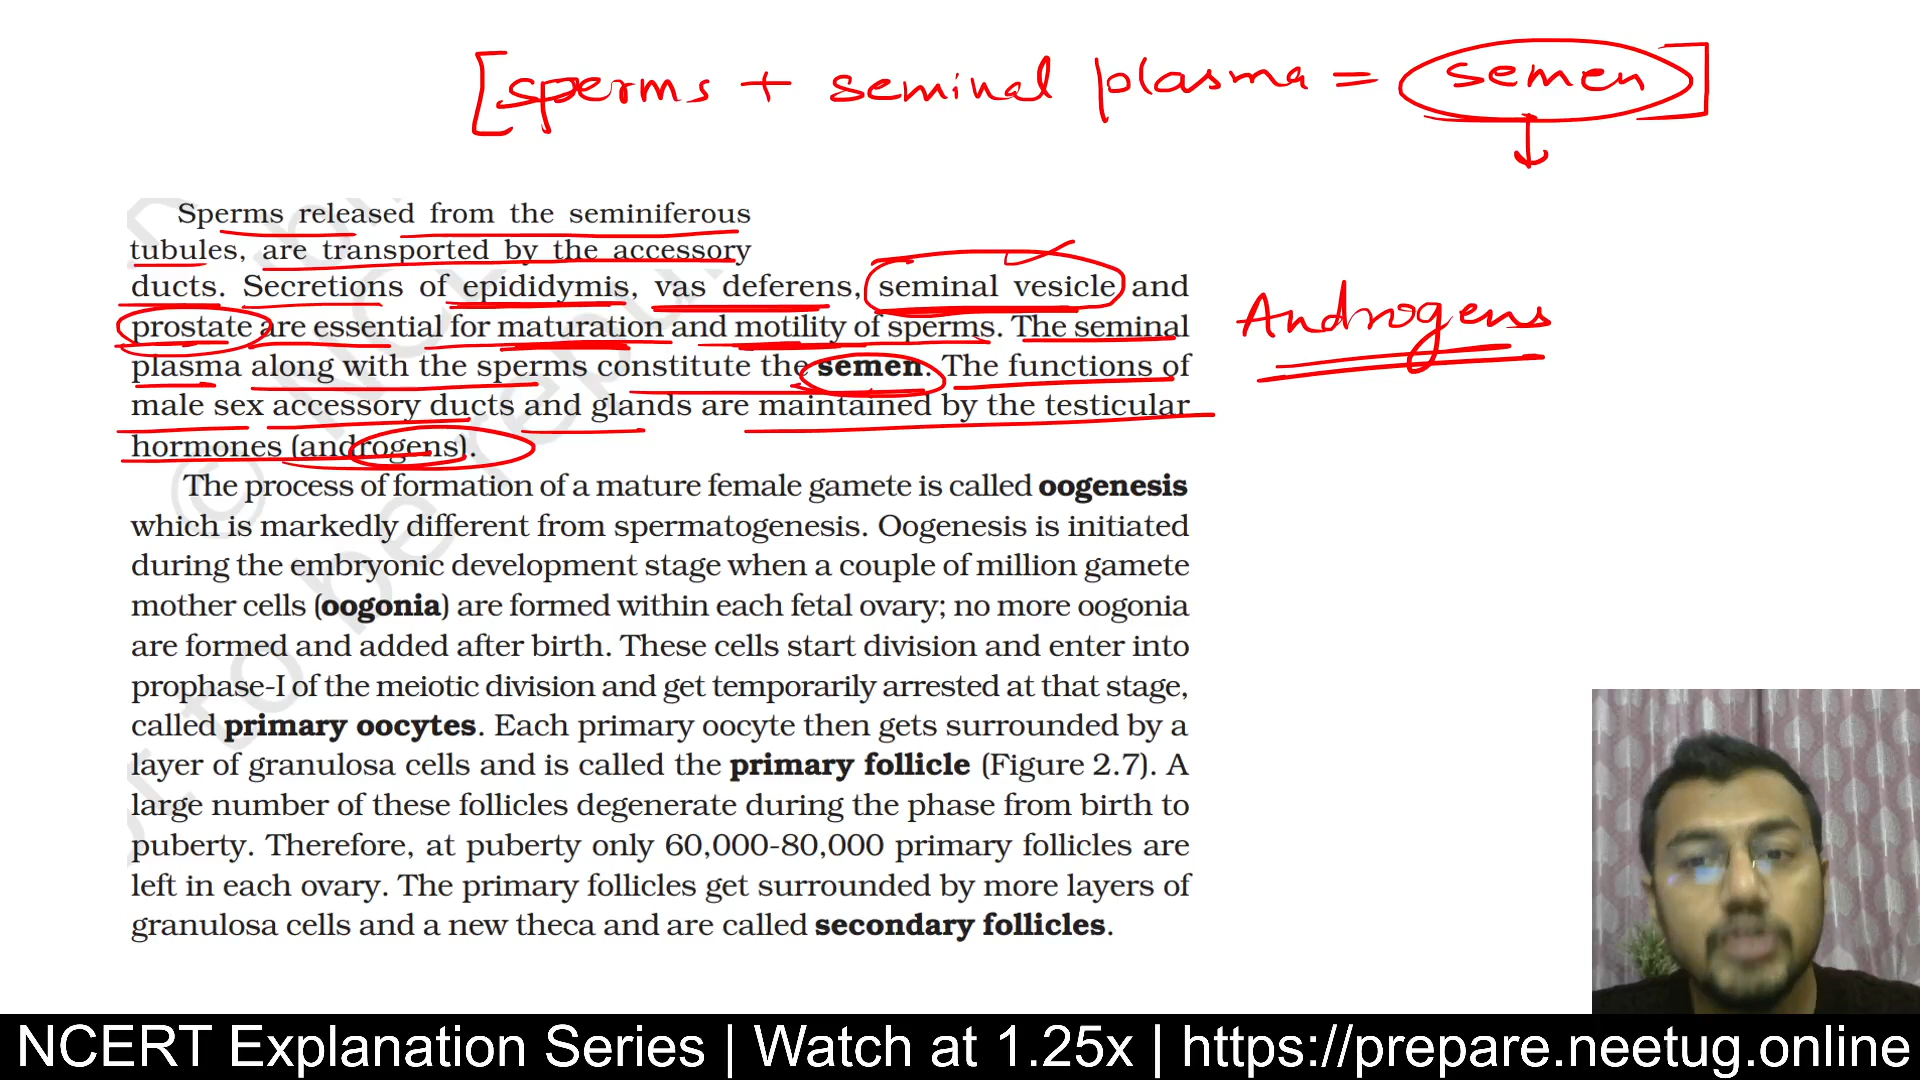 [sperms + seminal plasma = semen]
Sperms released from the seminiferous
tubules, are transported by the accessory
ducts. Secretions of epididymis, vas deferens, seminal vesicle and
prostate are essential for maturation and motility of sperms. The seminal
plasma along with the sperms constitute the semen. The functions of
male sex accessory ducts and glands are maintained by the testicular
hormones (androgens).
Androgens
The process of formation of a mature female gamete is called oogenesis
which is markedly different from spermatogenesis. Oogenesis is initiated
during the embryonic development stage when a couple of million gamete
mother cells (oogonia) are formed within each fetal ovary; no more oogonia
are formed and added after birth. These cells start division and enter into
prophase-I of the meiotic division and get temporarily arrested at that stage,
called primary oocytes. Each primary oocyte then gets surrounded by a
layer of granulosa cells and is called the primary follicle (Figure 2.7). A
large number of these follicles degenerate during the phase from birth to
puberty. Therefore, at puberty only 60,000-80,000 primary follicles are
left in each ovary. The primary follicles get surrounded by more layers of
granulosa cells and a new theca and are called secondary follicles.
NCERT Explanation Series | Watch at 1.25x | https://prepare.neetug.online